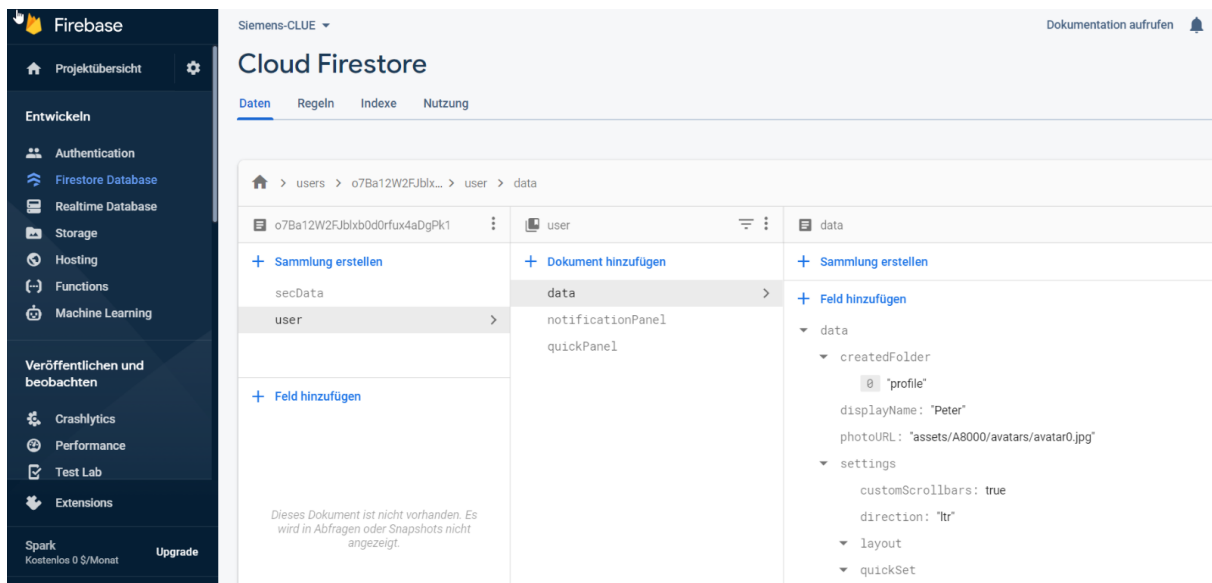 Firebase
Projektübersicht
Entwickeln
Authentication
Firestore Database
Realtime Database
Storage
Hosting
Functions
Machine Learning
Veröffentlichen und
beobachten
Crashlytics
Performance
Test Lab
Extensions
Spark
Kostenlos 0 $/Monat
Upgrade
Siemens-CLUE
Dokumentation aufrufen
Cloud Firestore
Daten Regeln Indexe Nutzung
> users > o7Ba12W2FJblx... > user > data
o7Ba12W2FJblxb0d0rfux4aDgPk1
+ Sammlung erstellen
secData
user
+ Feld hinzufügen
Dieses Dokument ist nicht vorhanden. Es
wird in Abfragen oder Snapshots nicht
angezeigt.
user
+ Dokument hinzufügen
data
notificationPanel
quickPanel
data
+ Sammlung erstellen
+ Feld hinzufügen
data
createdFolder
0 "profile"
displayName: "Peter"
photoURL: "assets/A8000/avatars/avatar0.jpg"
settings
customScrollbars: true
direction: "ltr"
layout
quickSet